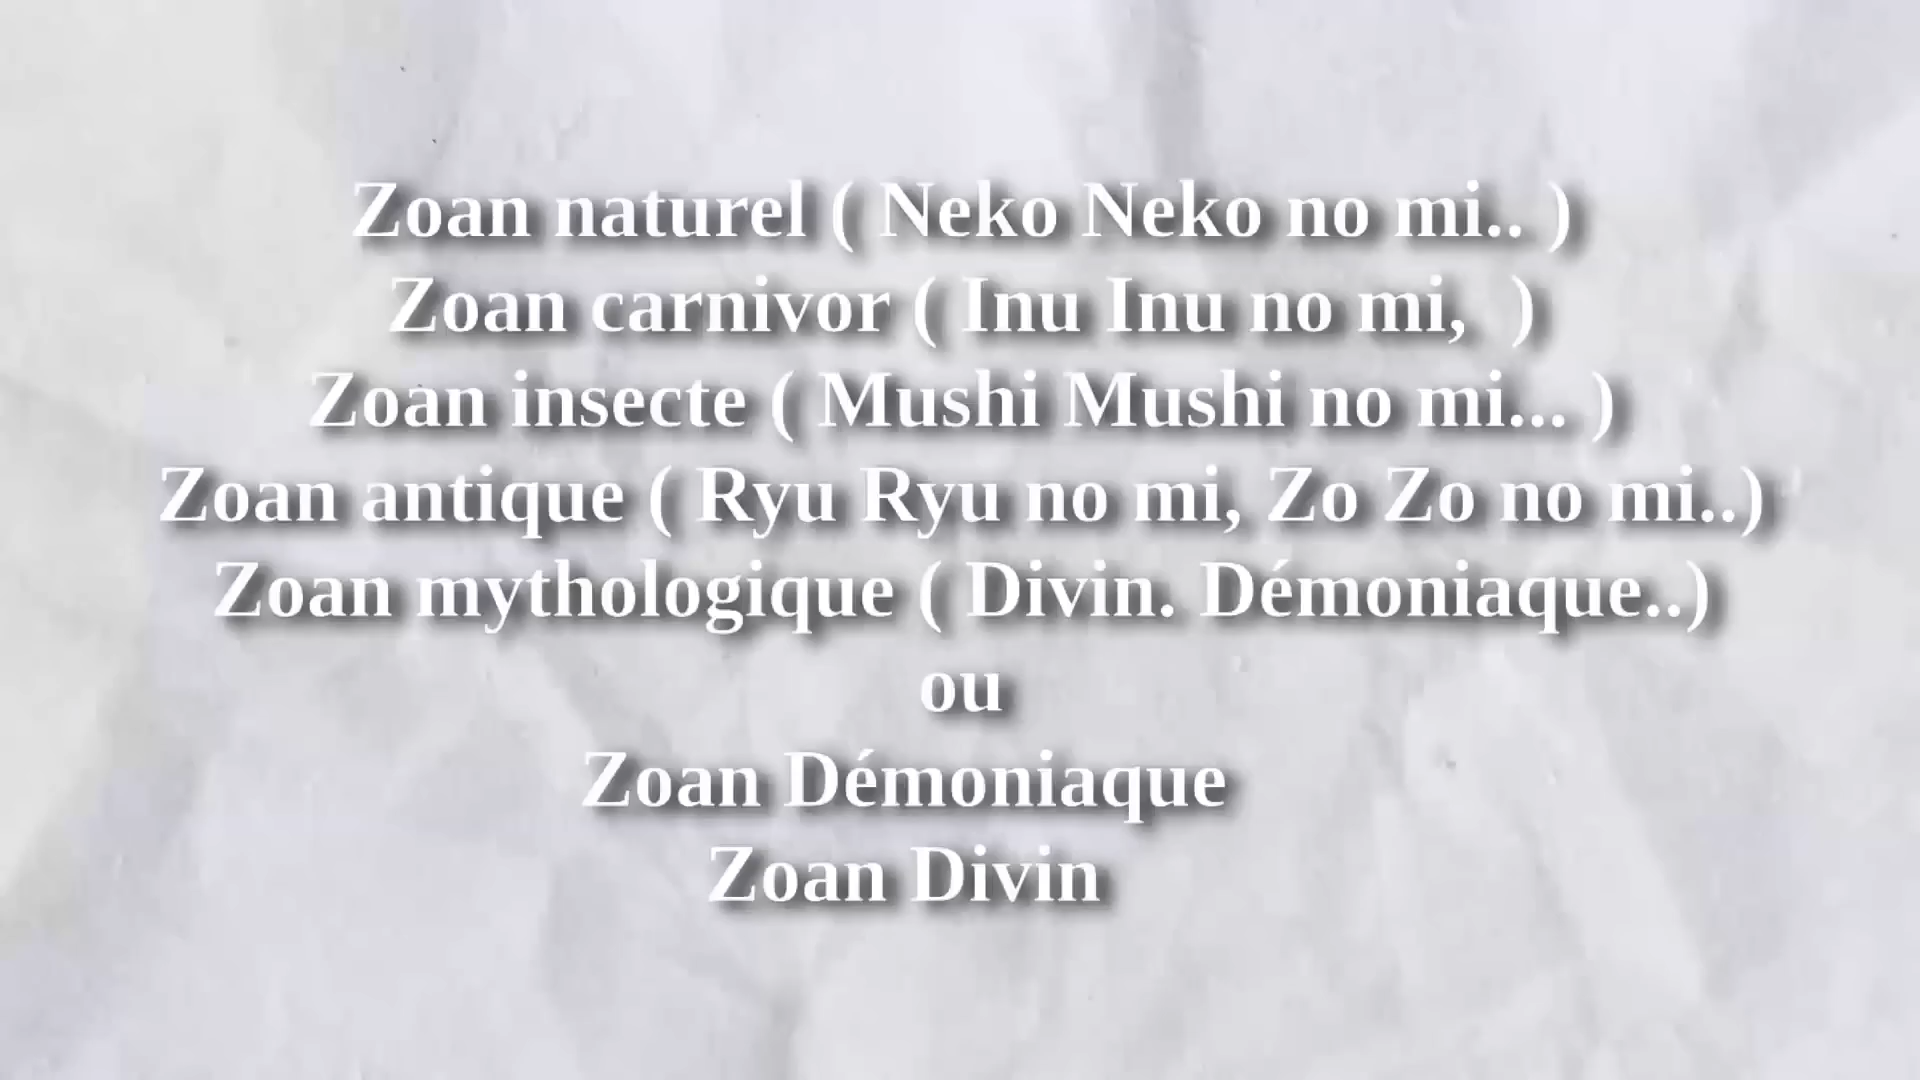 Zoan naturel ( Neko Neko no mi.. )
Zoan carnivor ( Inu Inu no mi,  )
Zoan insecte ( Mushi Mushi no mi... )
Zoan antique ( Ryu Ryu no mi, Zo Zo no mi..)
Zoan mythologique ( Divin. Démoniaque..)
ou
Zoan Démoniaque
Zoan Divin